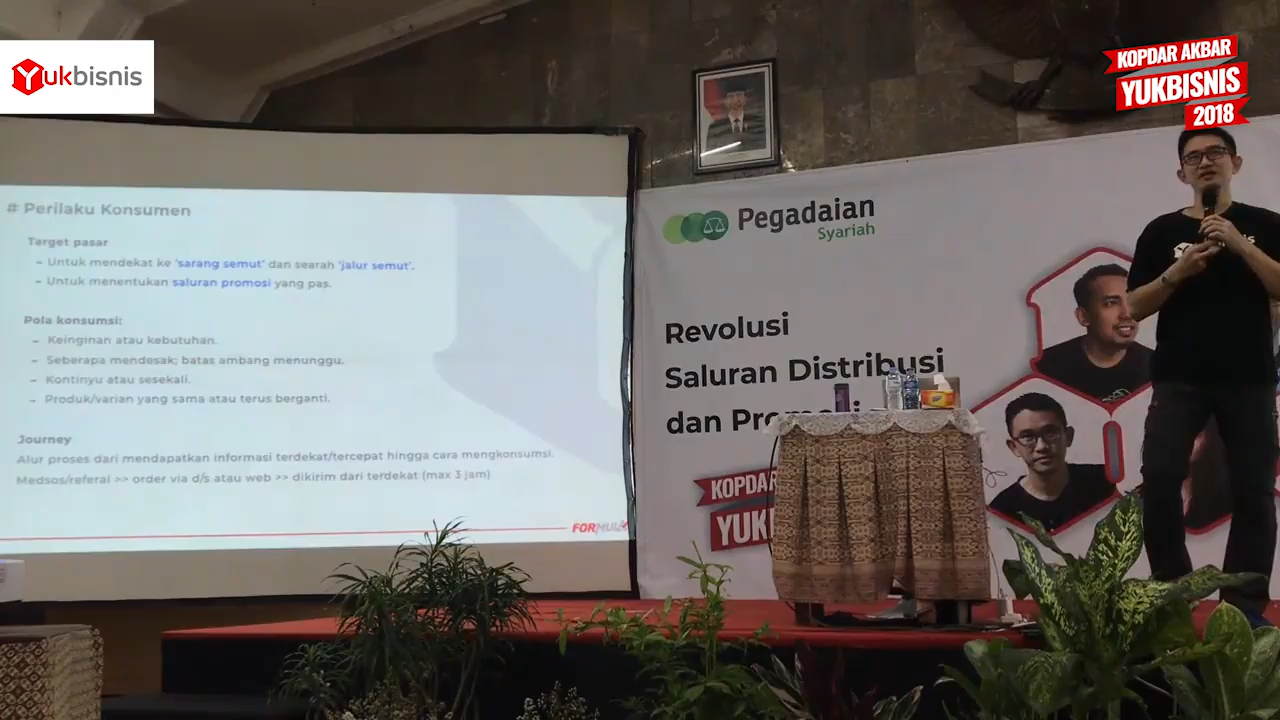 Yukbisnis
KOPDAR AKBAR
YUKBISNIS
2018
# Perilaku Konsumen
Target pasar
- Untuk mendekat ke 'sarang semut' dan searah 'jalur semut'.
- Untuk menentukan saluran promosi yang pas.
Pola konsumsi:
- Keinginan atau kebutuhan.
- Seberapa mendesak; batas ambang menunggu.
- Kontinyu atau sesekali.
- Produk/varian yang sama atau terus berganti.
Journey
Alur proses dari mendapatkan informasi terdekat/tercepat hingga cara mengkonsumsi.
Medsos/referal >> order via d/s atau web >> dikirim dari terdekat (max 3 jam)
FORMULA
Pegadaian
Syariah
Revolusi
Saluran Distribusi
dan Promosi
KOPDAR
YUK